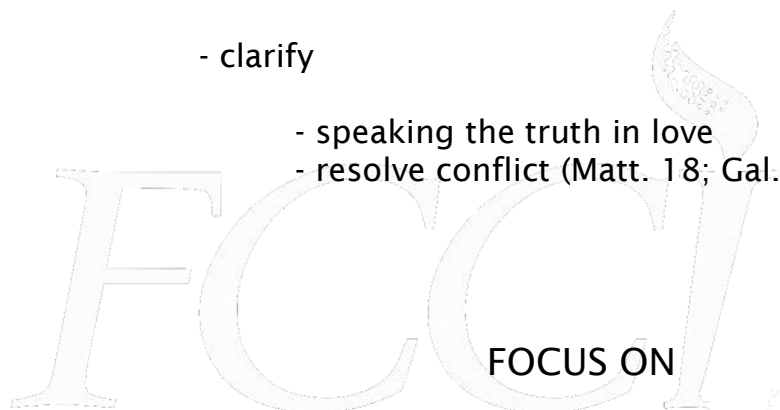 - clarify
- speaking the truth in love
- resolve conflict (Matt. 18; Gal.
FCCI
FOCUS ON